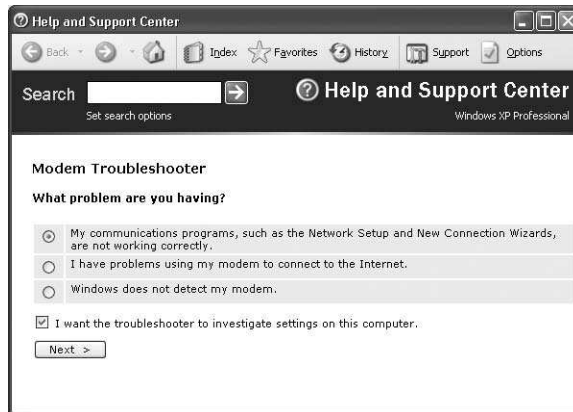 Help and Support Center
Back Index Favorites History Support Options
Search Help and Support Center
Set search options Windows XP Professional
Modem Troubleshooter
What problem are you having?
My communications programs, such as the Network Setup and New Connection Wizards,
are not working correctly.
I have problems using my modem to connect to the Internet.
Windows does not detect my modem.
I want the troubleshooter to investigate settings on this computer.
Next >